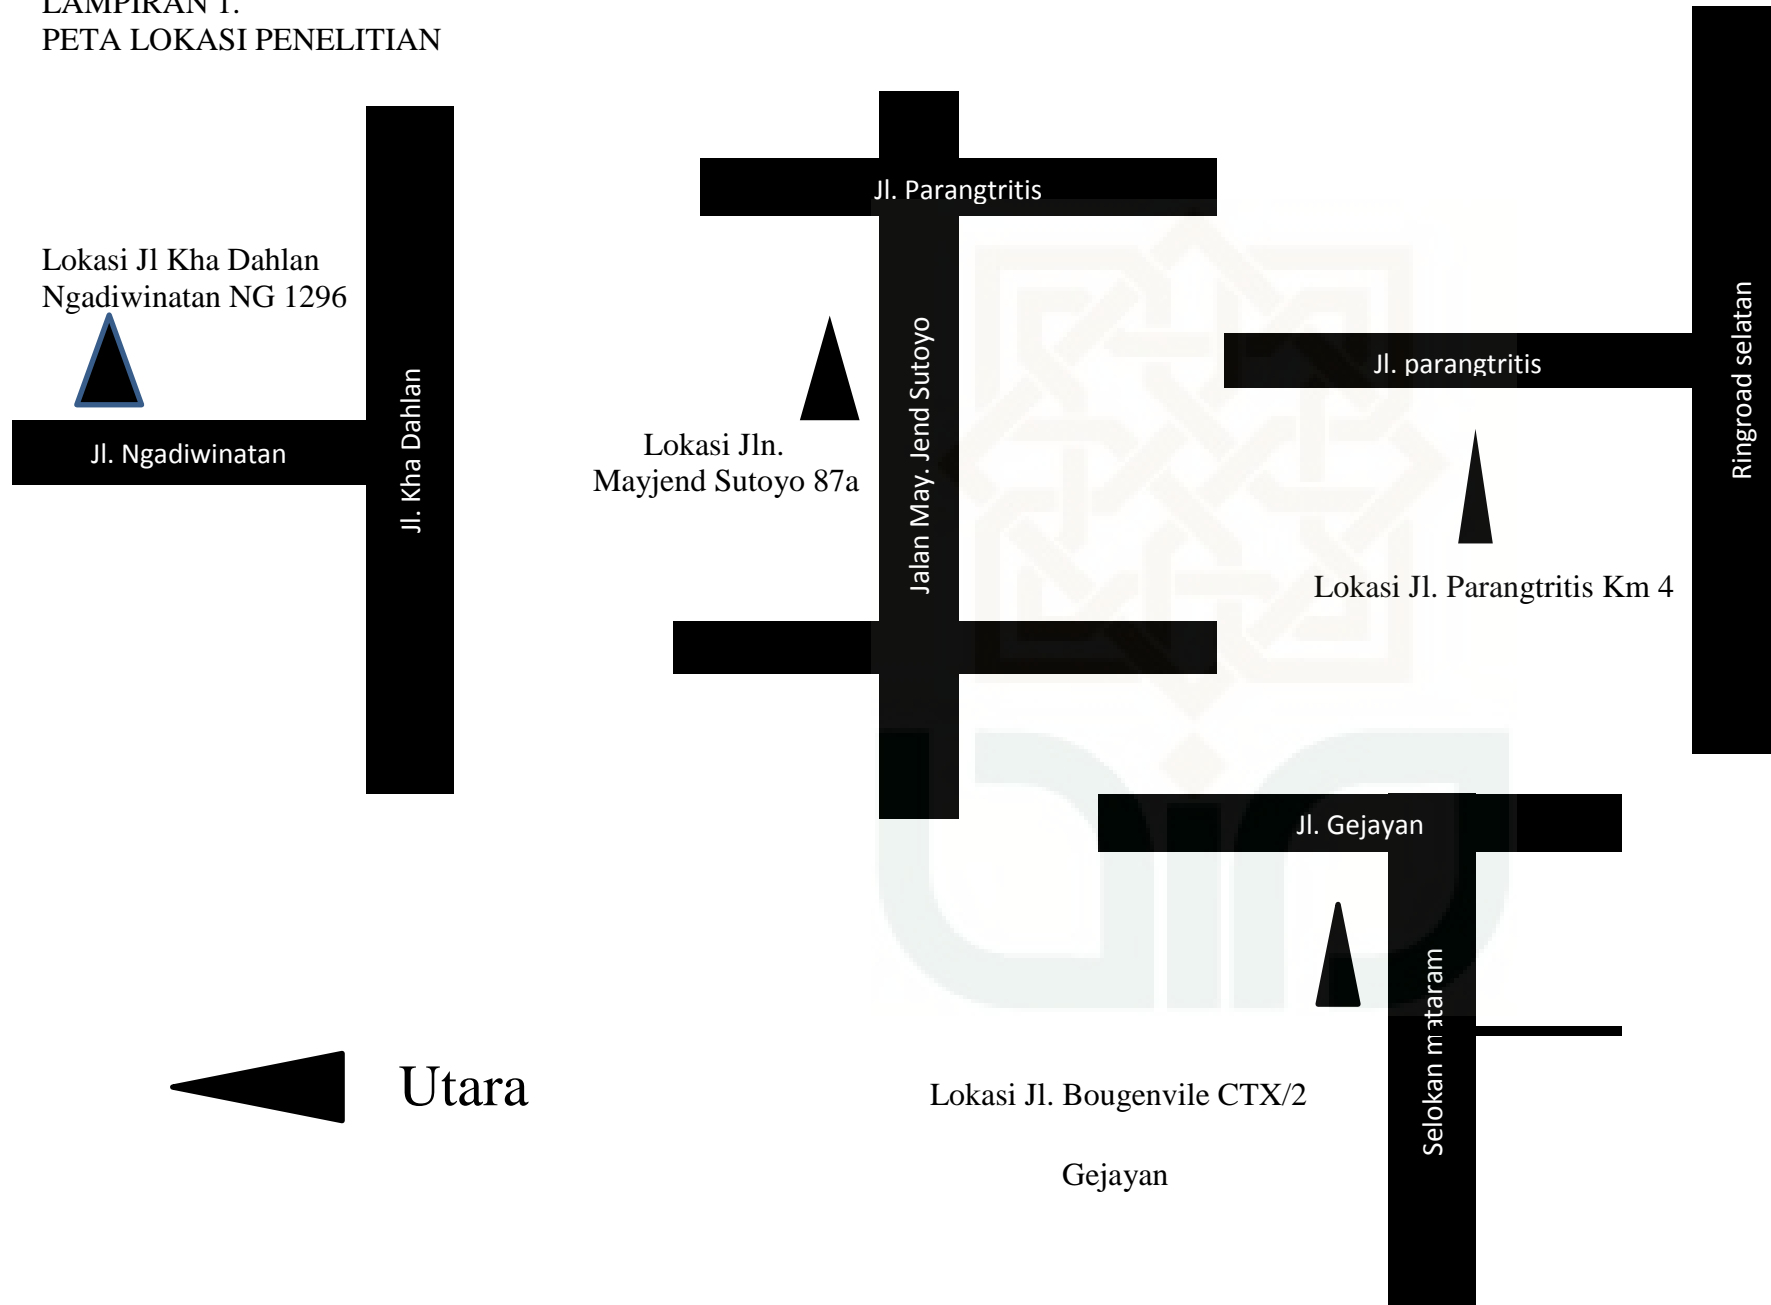 LAMPIRAN 1.
PETA LOKASI PENELITIAN
Lokasi Jl Kha Dahlan
Ngadiwinatan NG 1296
Jl. Ngadiwinatan
Jl. Kha Dahlan
Jl. Parangtritis
Jalan May. Jend Sutoyo
Lokasi Jln.
Mayjend Sutoyo 87a
Jl. parangtritis
Ringroad selatan
Lokasi Jl. Parangtritis Km 4
Jl. Gejayan
Selokan mataram
Lokasi Jl. Bougenvile CTX/2
Gejayan
Utara